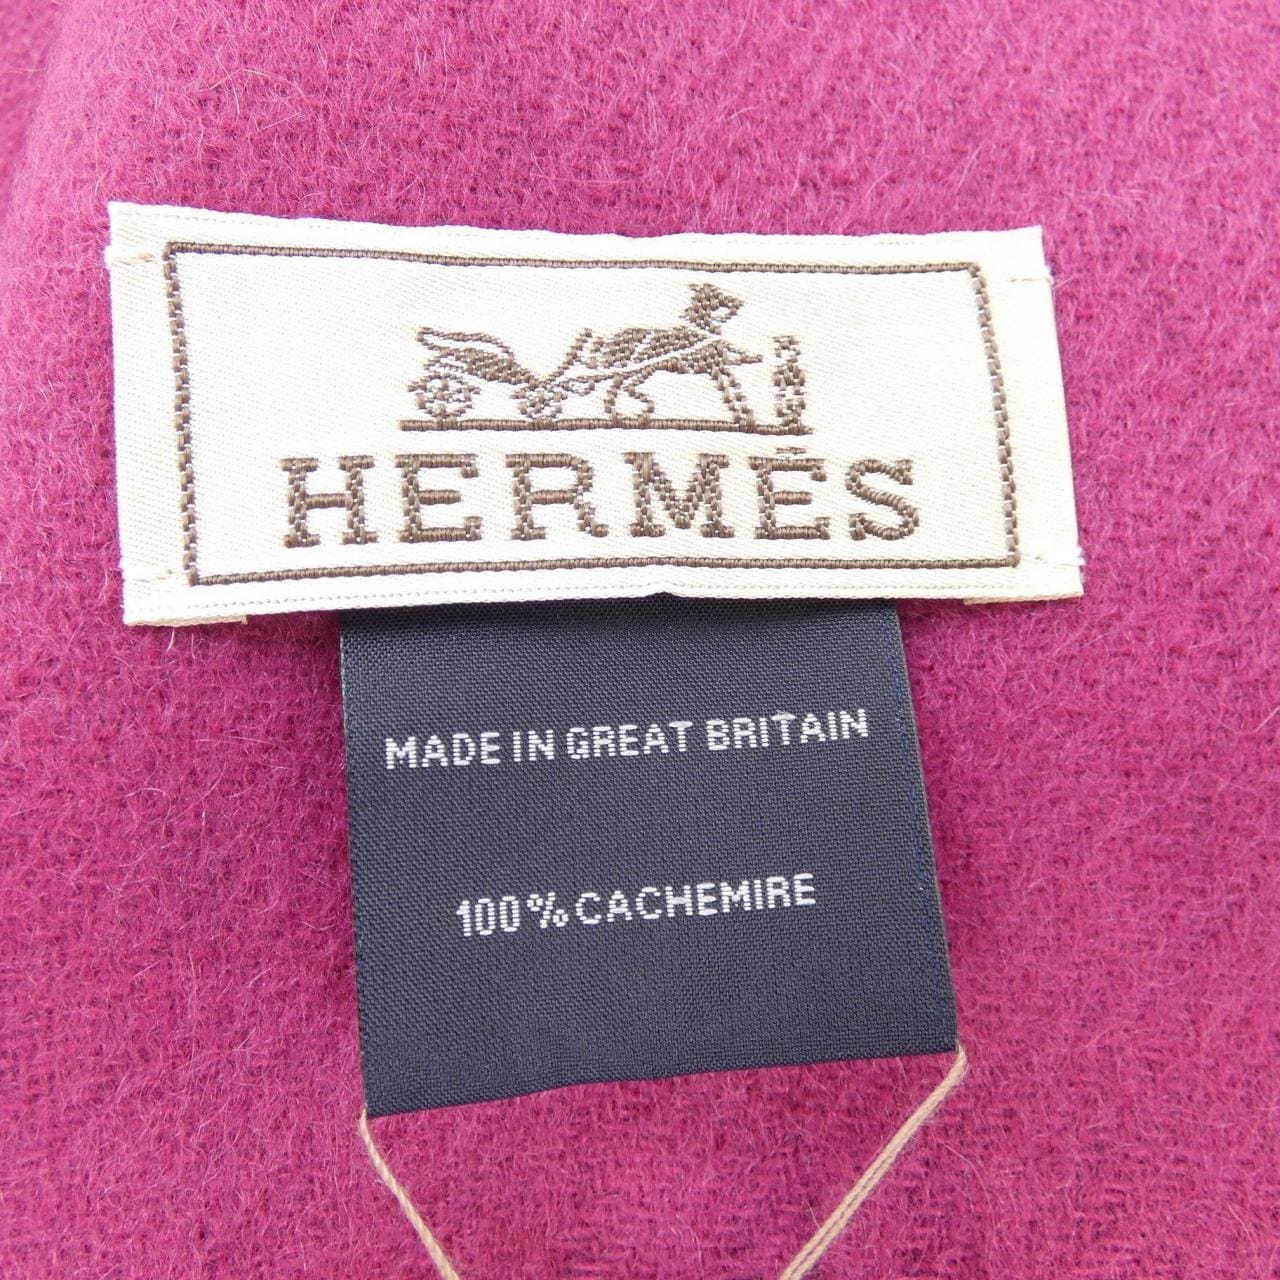 HERMÈS
MADE IN GREAT BRITAIN
100% CACHEMIRE